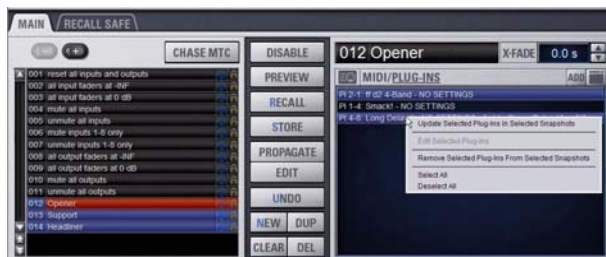 MAIN RECALL SAFE
CHASE MTC
001 reset all inputs and outputs
002 all input faders at -INF
003 all input faders at 0 dB
004 mute all inputs
005 unmute all inputs
006 mute inputs 1-8 only
007 unmute inputs 1-8 only
008 all output faders at -INF
009 all output faders at 0 dB
010 mute all outputs
011 unmute all outputs
012 Opener
013 Support
014 Headliner
DISABLE
PREVIEW
RECALL
STORE
PROPAGATE
EDIT
UNDO
NEW DUP
CLEAR DEL
012 Opener X-FADE 0.0 s
MIDI/PLUG-INS ADD
PI 2-1: ff d2 4-Band - NO SETTINGS
PI 1-4: Smack! - NO SETTINGS
PI 4-8: Long Delay
Update Selected Plug-Ins In Selected Snapshots
Edit Selected Plug-Ins
Remove Selected Plug-Ins From Selected Snapshots
Select All
Deselect All